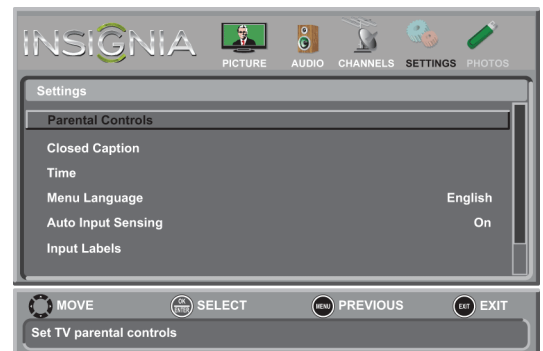 INSIGNIA
PICTURE AUDIO CHANNELS SETTINGS PHOTOS
Settings
Parental Controls
Closed Caption
Time
Menu Language English
Auto Input Sensing On
Input Labels
MOVE OK ENTER SELECT MENU PREVIOUS EXIT EXIT
Set TV parental controls